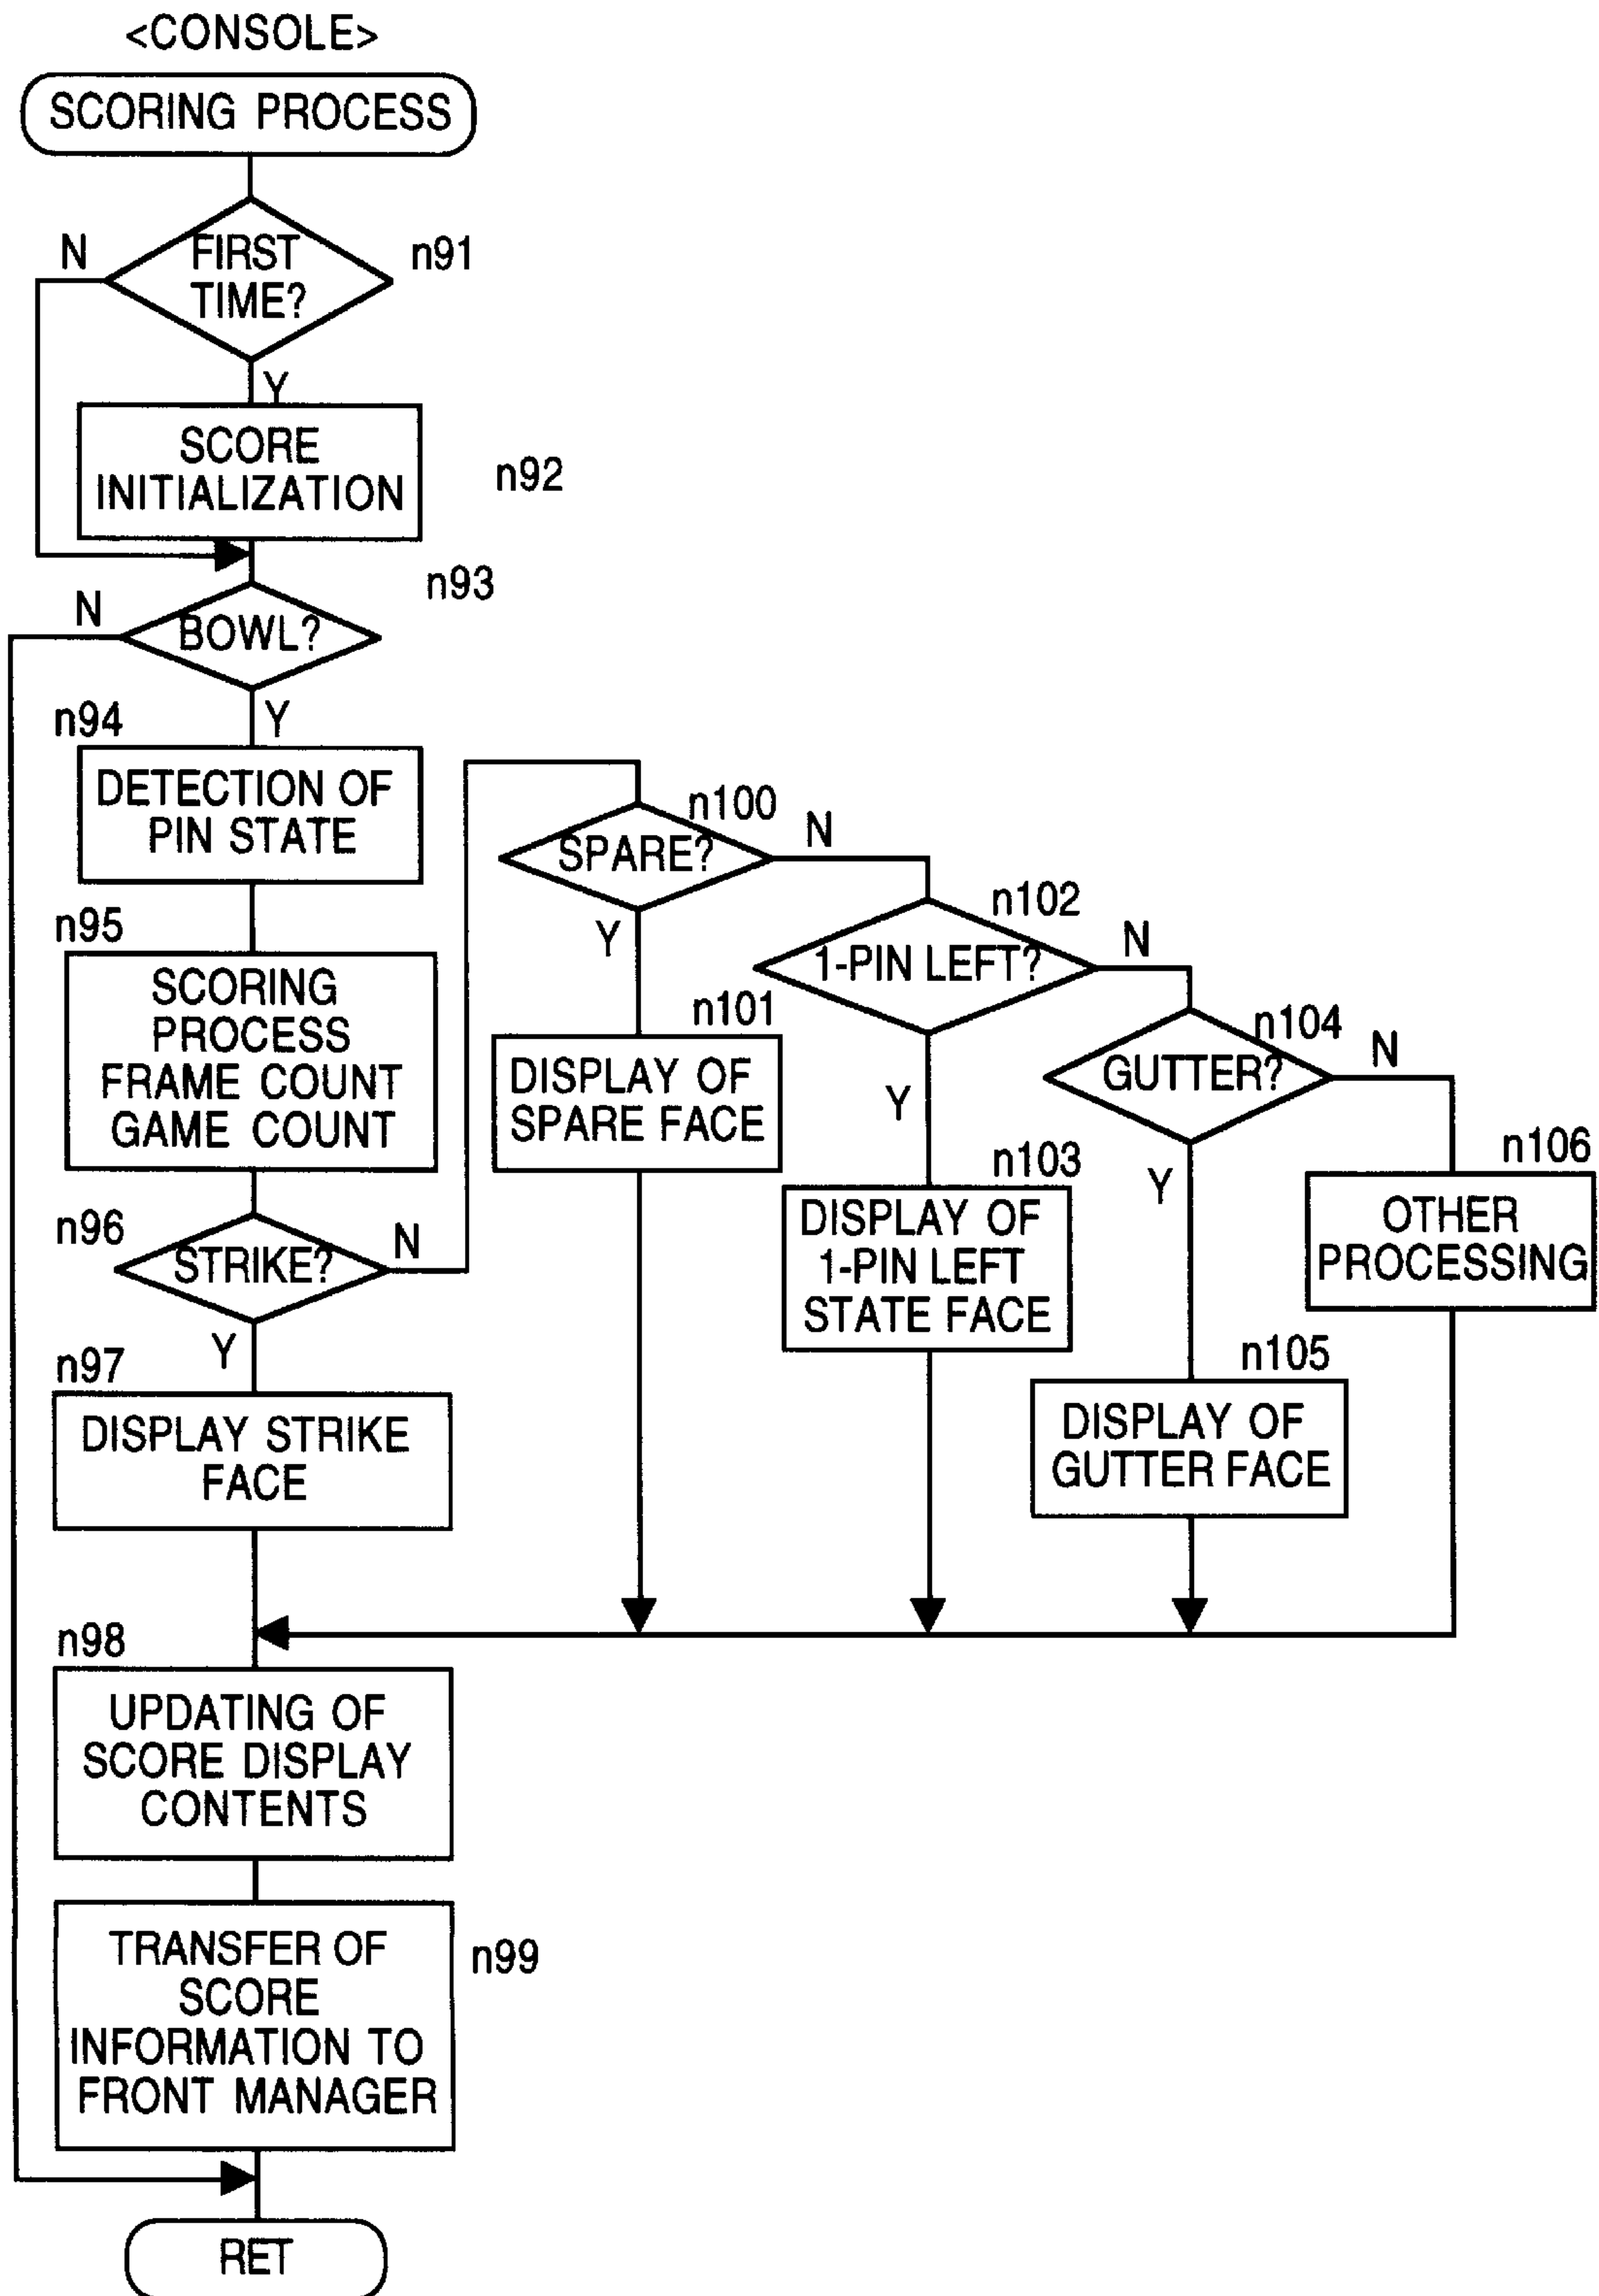 <CONSOLE>
SCORING PROCESS
N
FIRST
TIME?
n91
Y
SCORE
INITIALIZATION
n92
n93
N
BOWL?
Y
n94
DETECTION OF
PIN STATE
n95
SCORING
PROCESS
FRAME COUNT
GAME COUNT
n96
STRIKE?
N
Y
n97
DISPLAY STRIKE
FACE
n100
SPARE?
N
Y
n101
DISPLAY OF
SPARE FACE
n102
1-PIN LEFT?
N
Y
n103
DISPLAY OF
1-PIN LEFT
STATE FACE
n104
GUTTER?
N
Y
n105
DISPLAY OF
GUTTER FACE
n106
OTHER
PROCESSING
n98
UPDATING OF
SCORE DISPLAY
CONTENTS
TRANSFER OF
SCORE
INFORMATION TO
FRONT MANAGER
n99
RET